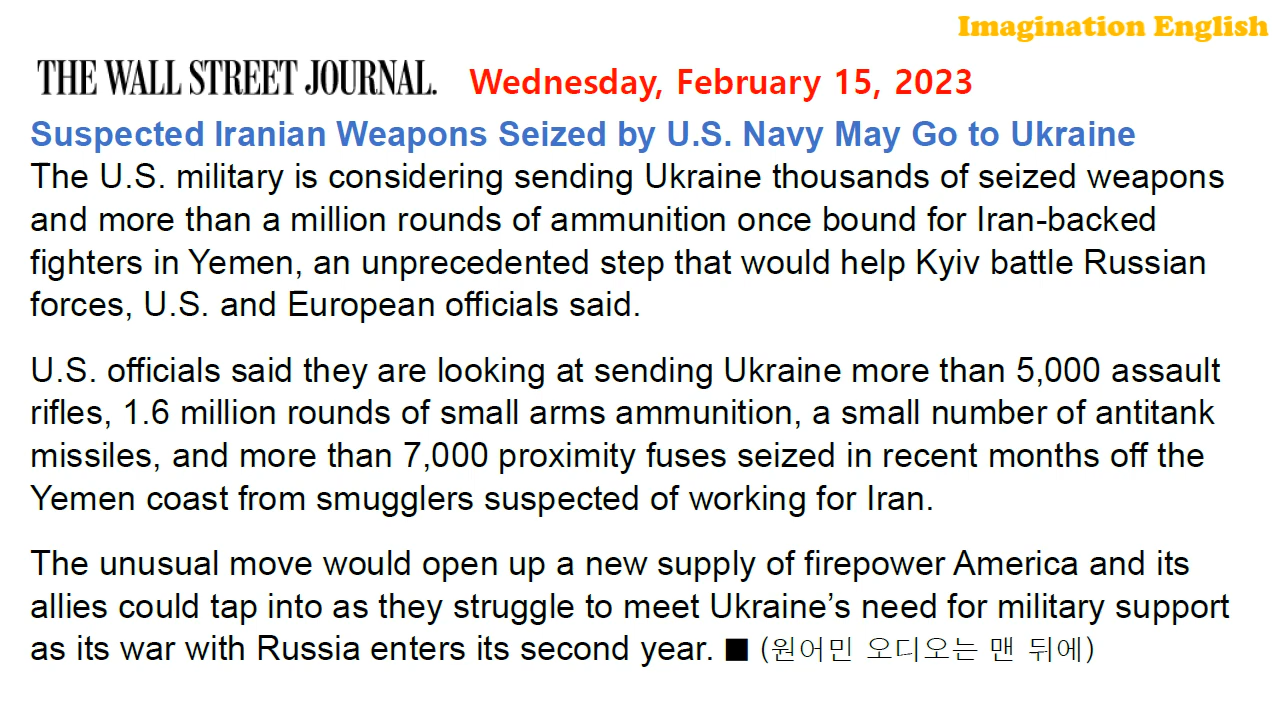 Imagination English
THE WALL STREET JOURNAL. Wednesday, February 15, 2023
Suspected Iranian Weapons Seized by U.S. Navy May Go to Ukraine
The U.S. military is considering sending Ukraine thousands of seized weapons
and more than a million rounds of ammunition once bound for Iran-backed
fighters in Yemen, an unprecedented step that would help Kyiv battle Russian
forces, U.S. and European officials said.
U.S. officials said they are looking at sending Ukraine more than 5,000 assault
rifles, 1.6 million rounds of small arms ammunition, a small number of antitank
missiles, and more than 7,000 proximity fuses seized in recent months off the
Yemen coast from smugglers suspected of working for Iran.
The unusual move would open up a new supply of firepower America and its
allies could tap into as they struggle to meet Ukraine’s need for military support
as its war with Russia enters its second year. ■ (원어민 오디오는 맨 뒤에)